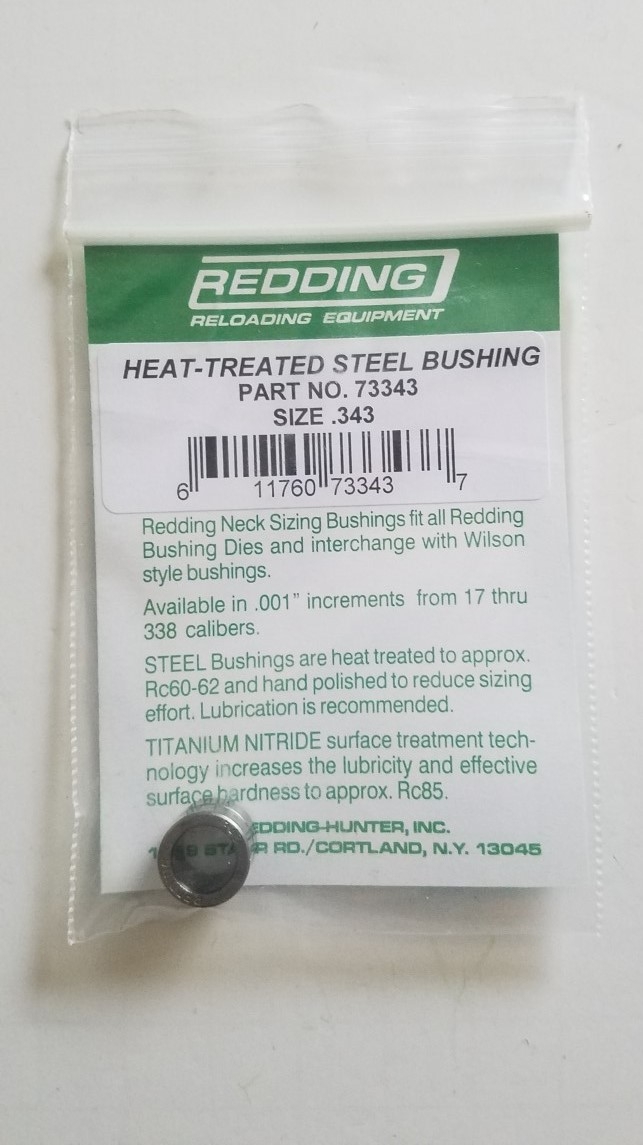 REDDING
RELOADING EQUIPMENT
HEAT-TREATED STEEL BUSHING
PART NO. 73343
SIZE .343
6 11760 73343 7
Redding Neck Sizing Bushings fit all Redding
Bushing Dies and interchange with Wilson
style bushings.
Available in .001” increments from 17 thru
338 calibers.
STEEL Bushings are heat treated to approx.
Rc60-62 and hand polished to reduce sizing
effort. Lubrication is recommended.
TITANIUM NITRIDE surface treatment tech-
nology increases the lubricity and effective
surface hardness to approx. Rc85.
EDDING-HUNTER, INC.
RD./CORTLAND, N.Y. 13045